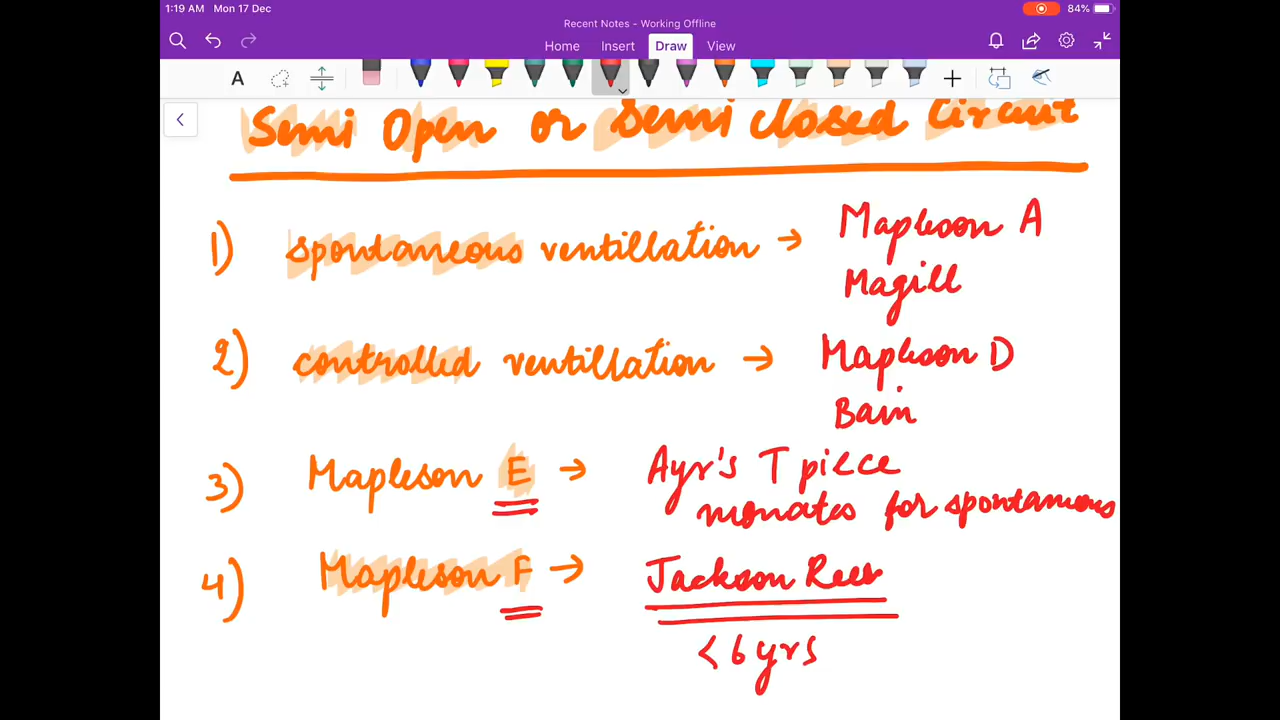 1:19 AM Mon 17 Dec
84%
Recent Notes - Working Offline
Home Insert Draw View
A
Semi Open or Semi closed Circuit
1) spontaneous ventillation → Mapleson A
Magill
2) controlled ventillation → Mapleson D
Bain
3) Mapleson E → Ayr's T piece
neonates for spontaneous
4) Mapleson F → Jackson Rees
< 6 yrs